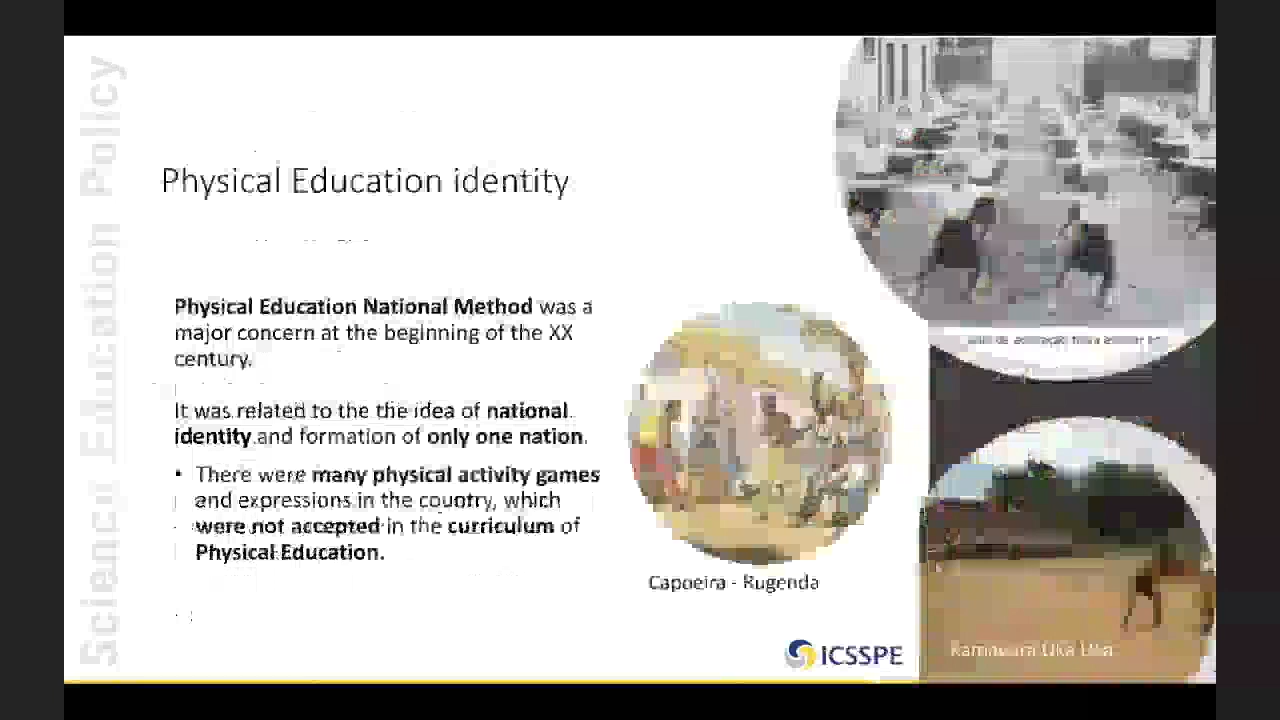 Science Education Policy
Physical Education identity
Physical Education National Method was a
major concern at the beginning of the XX
century.
It was related to the the idea of national
identity and formation of only one nation.
• There were many physical activity games
and expressions in the country, which
were not accepted in the curriculum of
Physical Education.
Capoeira - Rugenda
ICSSPE